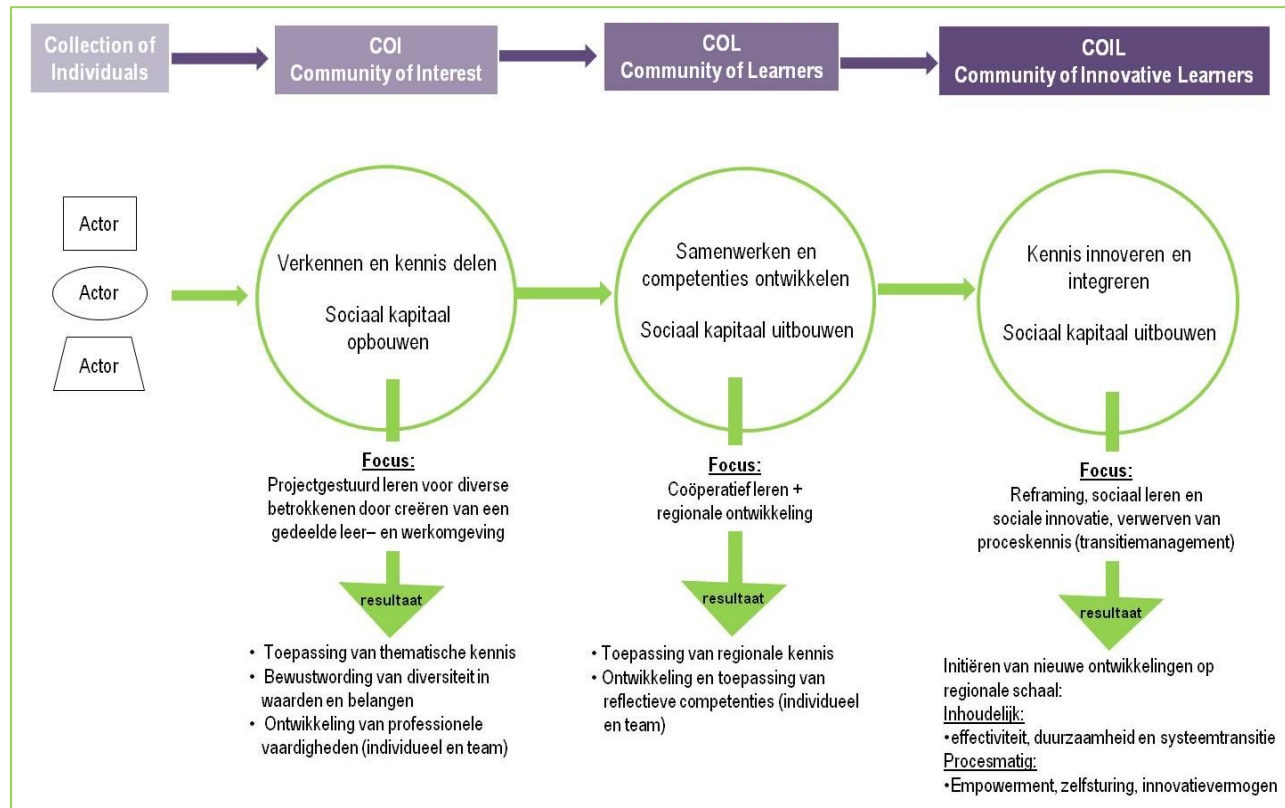 Collection of
Individuals
COI
Community of Interest
COL
Community of Learners
COIL
Community of Innovative Learners
Actor
Actor
Actor
Verkennen en kennis delen
Sociaal kapitaal
opbouwen
Samenwerken en
competenties ontwikkelen
Sociaal kapitaal uitbouwen
Kennis innoveren en
integreren
Sociaal kapitaal uitbouwen
Focus:
Projectgestuurd leren voor diverse
betrokkenen door creëren van een
gedeelde leer– en werkomgeving
Focus:
Coöperatief leren +
regionale ontwikkeling
Focus:
Reframing, sociaal leren en
sociale innovatie, verwerven van
proceskennis (transitiemanagement)
resultaat
resultaat
resultaat
• Toepassing van thematische kennis
• Bewustwording van diversiteit in
waarden en belangen
• Ontwikkeling van professionele
vaardigheden (individueel en team)
• Toepassing van regionale kennis
• Ontwikkeling en toepassing van
reflectieve competenties (individueel
en team)
Initiëren van nieuwe ontwikkelingen op
regionale schaal:
Inhoudelijk:
•effectiviteit, duurzaamheid en systeemtransitie
Procesmatig:
•Empowerment, zelfsturing, innovatievermogen